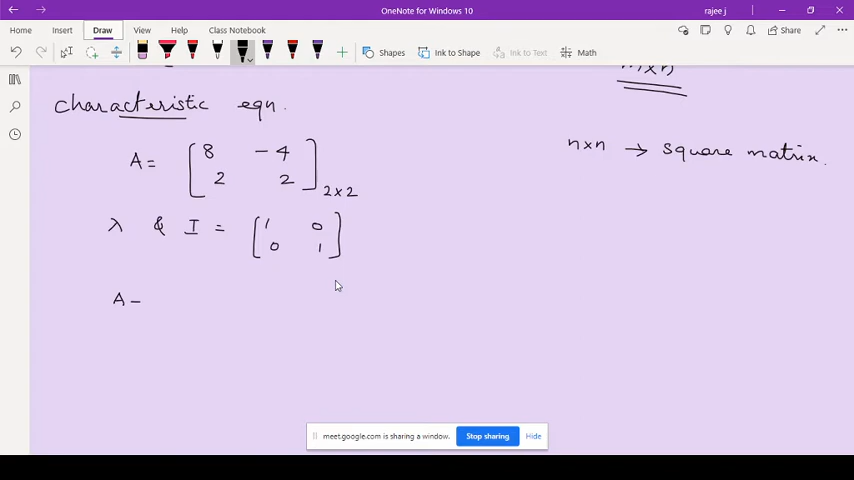 OneNote for Windows 10
rajee j
Home Insert Draw View Help Class Notebook Share
Shapes Ink to Shape Ink to Text Math
characteristic eqn.
A = [ 8 - 4
2 2 ] 2x2
n×n → square matrix.
λ & I = [ 1 0
0 1 ]
A -
meet.google.com is sharing a window. Stop sharing Hide